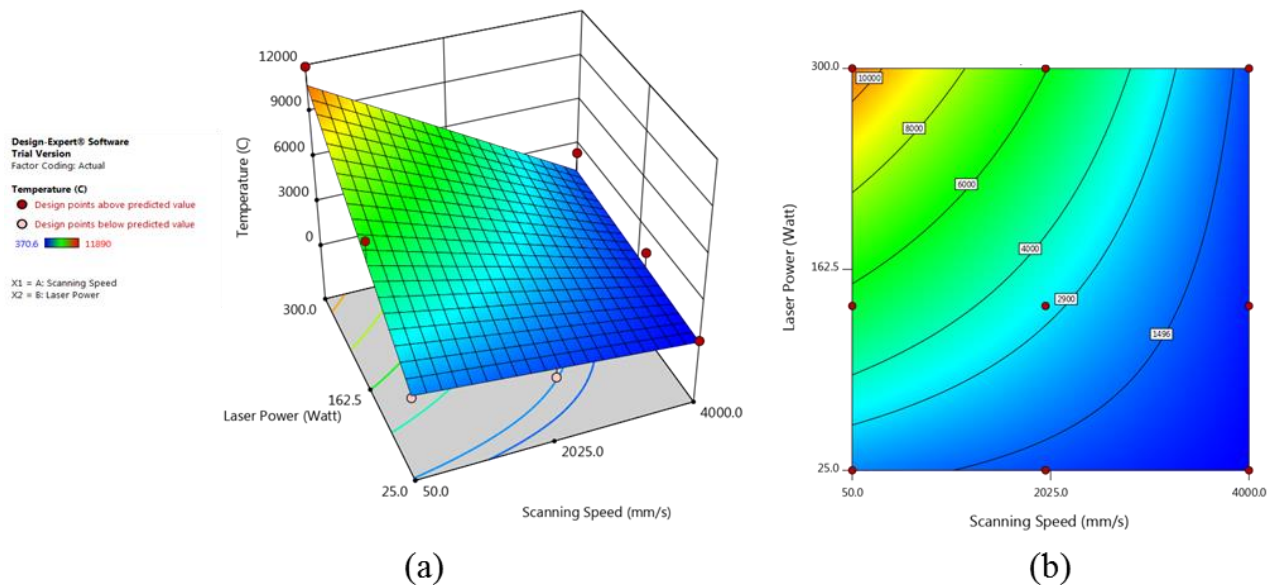 Design-Expert® Software
Trial Version
Factor Coding: Actual
Temperature (C)
Design points above predicted value
Design points below predicted value
370.6 11890
X1 = A: Scanning Speed
X2 = B: Laser Power
12000
9000
6000
3000
0
Temperature (C)
300.0
162.5
25.0
Laser Power (Watt)
50.0
2025.0
4000.0
Scanning Speed (mm/s)
(a)
300.0
162.5
25.0
Laser Power (Watt)
10000
8000
6000
4000
2900
1496
50.0
2025.0
4000.0
Scanning Speed (mm/s)
(b)